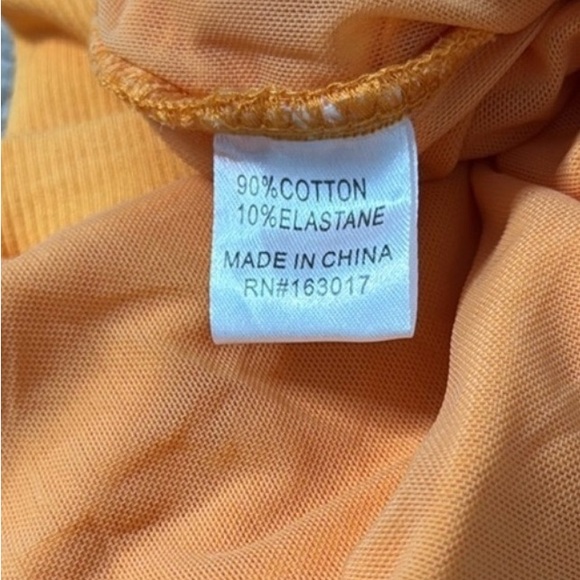 90%COTTON
10%ELASTANE
MADE IN CHINA
RN#163017